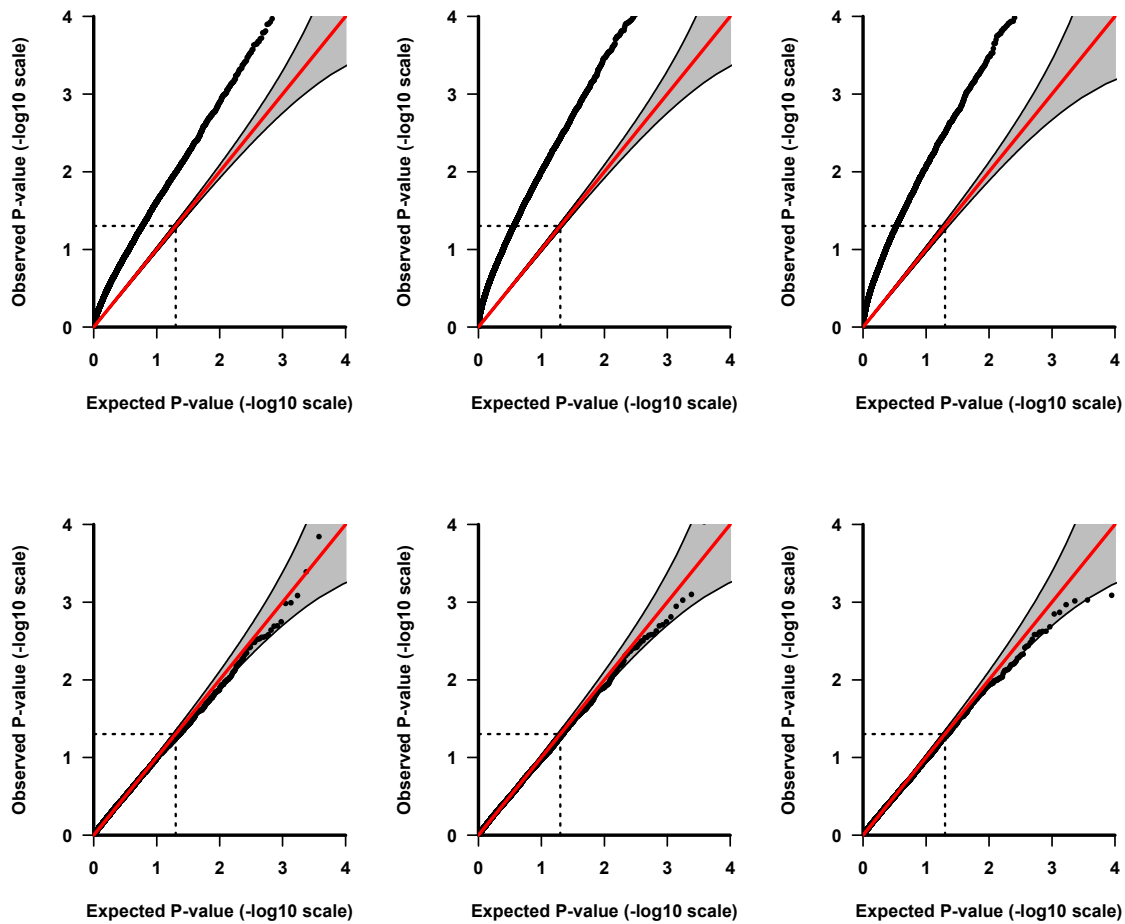 4 4 4
3 3 3
2 2 2
1 1 1
0 0 0
Observed P-value (-log10 scale) Observed P-value (-log10 scale) Observed P-value (-log10 scale)
0 1 2 3 4 0 1 2 3 4 0 1 2 3 4
Expected P-value (-log10 scale) Expected P-value (-log10 scale) Expected P-value (-log10 scale)
4 4 4
3 3 3
2 2 2
1 1 1
0 0 0
Observed P-value (-log10 scale) Observed P-value (-log10 scale) Observed P-value (-log10 scale)
0 1 2 3 4 0 1 2 3 4 0 1 2 3 4
Expected P-value (-log10 scale) Expected P-value (-log10 scale) Expected P-value (-log10 scale)